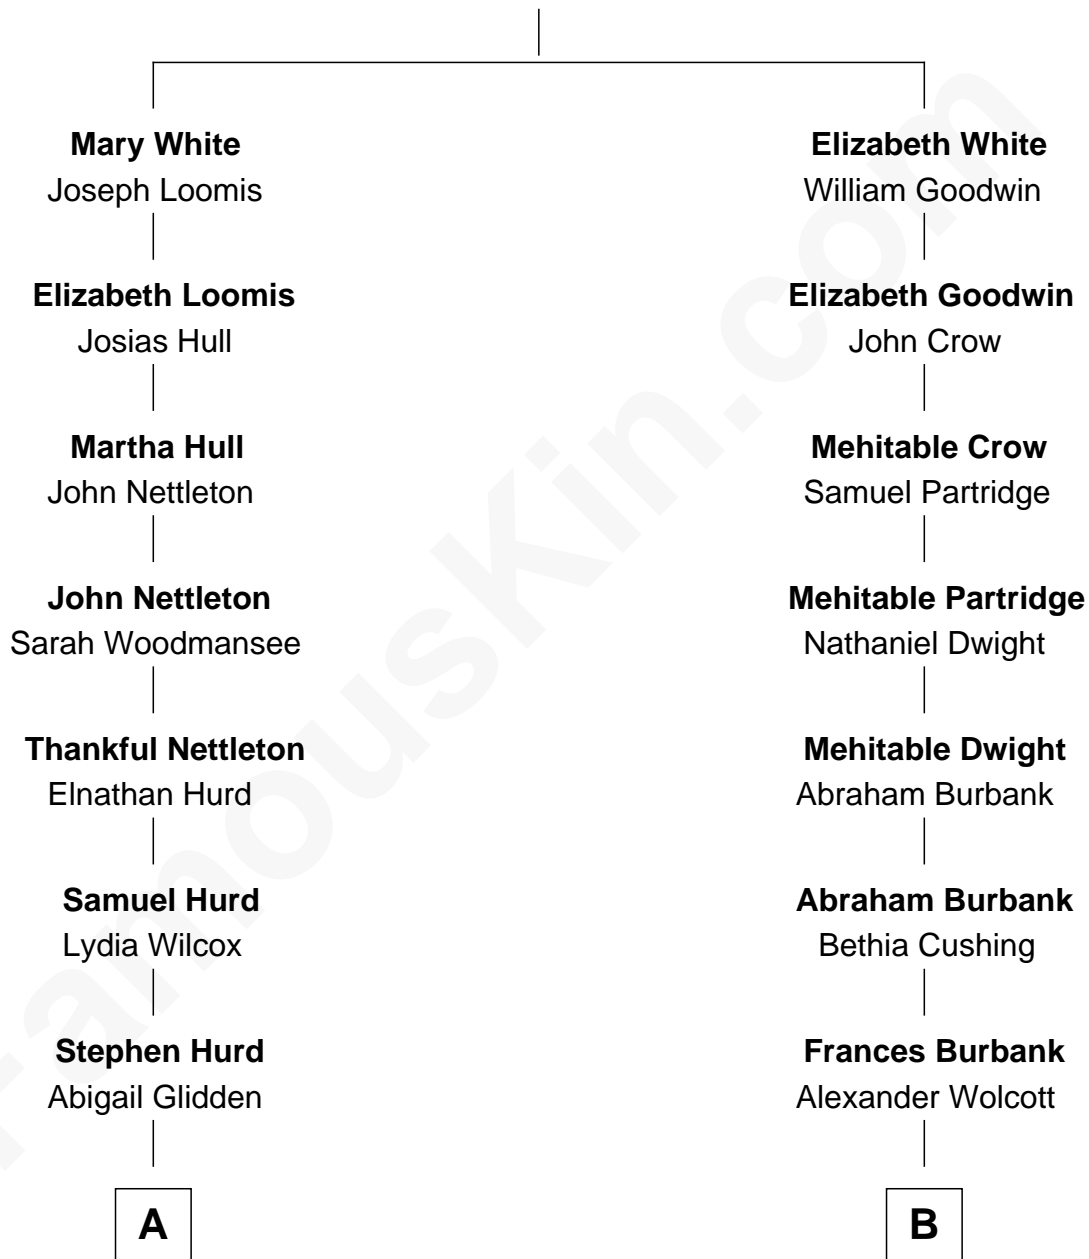 Mary White
Joseph Loomis
Elizabeth Loomis
Josias Hull
Martha Hull
John Nettleton
John Nettleton
Sarah Woodmansee
Thankful Nettleton
Elnathan Hurd
Samuel Hurd
Lydia Wilcox
Stephen Hurd
Abigail Glidden
A
Elizabeth White
William Goodwin
Elizabeth Goodwin
John Crow
Mehitable Crow
Samuel Partridge
Mehitable Partridge
Nathaniel Dwight
Mehitable Dwight
Abraham Burbank
Abraham Burbank
Bethia Cushing
Frances Burbank
Alexander Wolcott
B
FamousKin.com